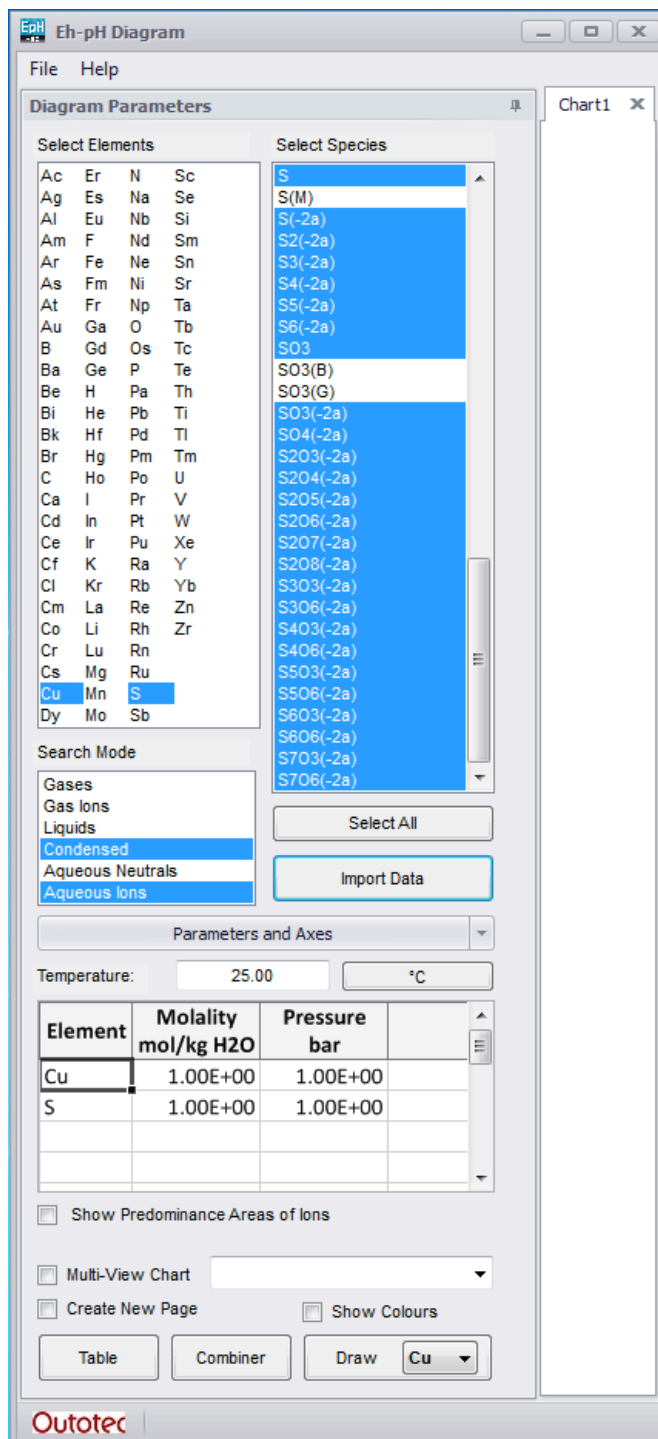 EpH Eh-pH Diagram
File Help
Diagram Parameters
Chart1
Select Elements
Ac Er N Sc
Ag Es Na Se
Al Eu Nb Si
Am F Nd Sm
Ar Fe Ne Sn
As Fm Ni Sr
At Fr Np Ta
Au Ga O Tb
B Gd Os Tc
Ba Ge P Te
Be H Pa Th
Bi He Pb Ti
Bk Hf Pd Tl
Br Hg Pm Tm
C Ho Po U
Ca I Pr V
Cd In Pt W
Ce Ir Pu Xe
Cf K Ra Y
Cl Kr Rb Yb
Cm La Re Zn
Co Li Rh Zr
Cr Lu Rn
Cs Mg Ru
Cu Mn S
Dy Mo Sb
Select Species
S
S(M)
S(-2a)
S2(-2a)
S3(-2a)
S4(-2a)
S5(-2a)
S6(-2a)
SO3
SO3(B)
SO3(G)
SO3(-2a)
SO4(-2a)
S2O3(-2a)
S2O4(-2a)
S2O5(-2a)
S2O6(-2a)
S2O7(-2a)
S2O8(-2a)
S3O3(-2a)
S3O6(-2a)
S4O3(-2a)
S4O6(-2a)
S5O3(-2a)
S5O6(-2a)
S6O3(-2a)
S6O6(-2a)
S7O3(-2a)
S7O6(-2a)
Search Mode
Gases
Gas Ions
Liquids
Condensed
Aqueous Neutrals
Aqueous Ions
Select All
Import Data
Parameters and Axes
Temperature: 25.00 °C
Element Molality mol/kg H2O Pressure bar
Cu 1.00E+00 1.00E+00
S 1.00E+00 1.00E+00
Show Predominance Areas of Ions
Multi-View Chart
Create New Page Show Colours
Table Combiner Draw Cu
Outotec